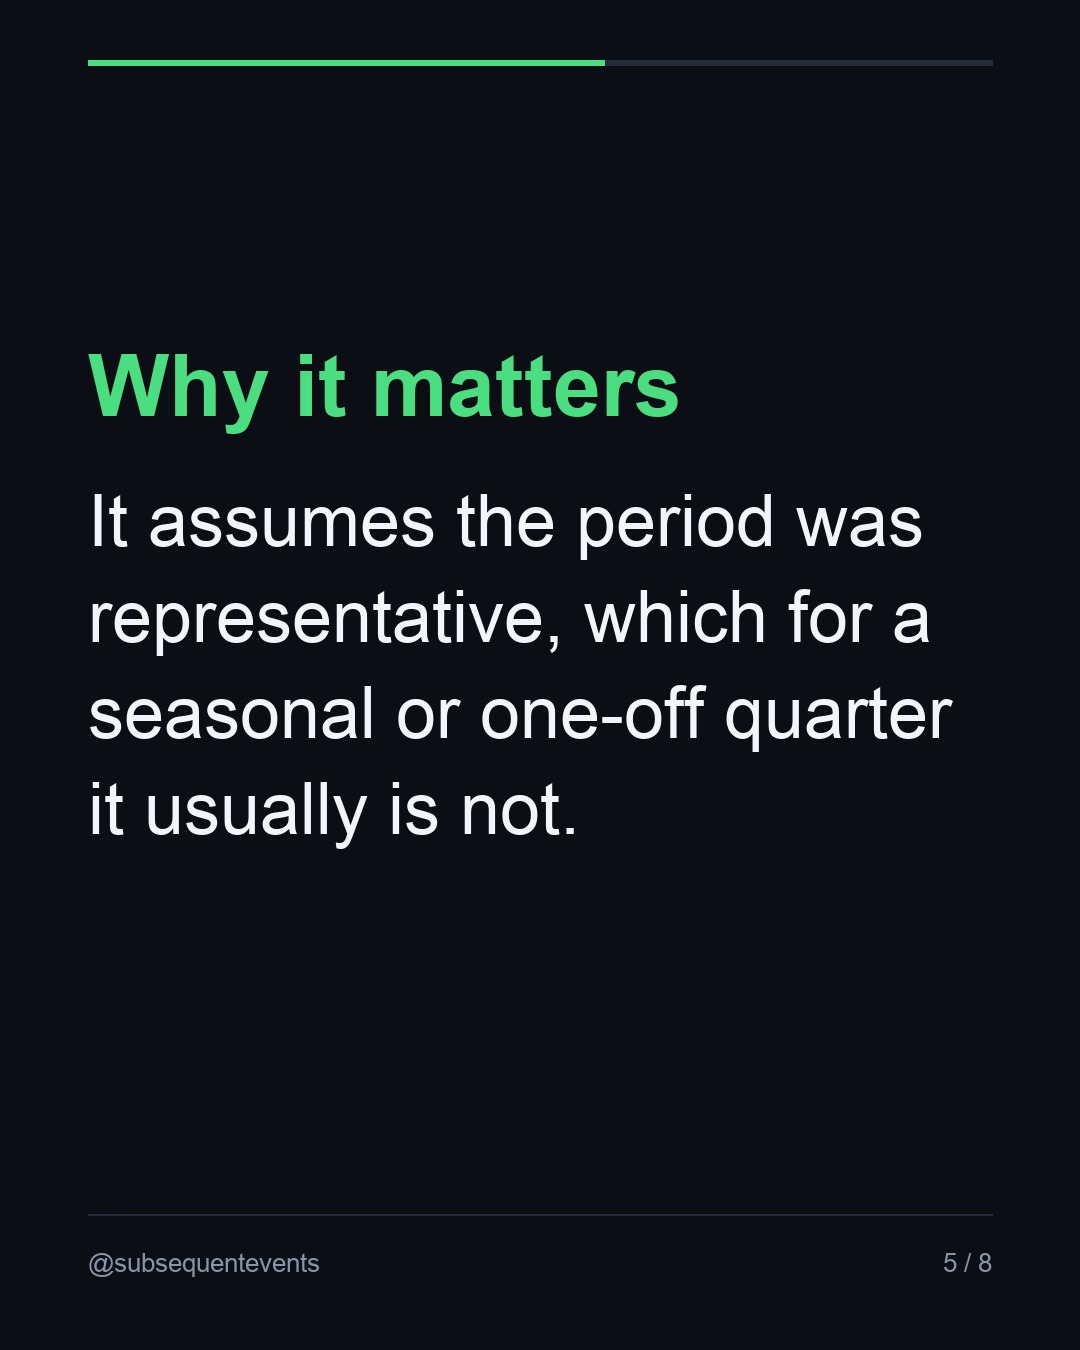 Why it matters
It assumes the period was
representative, which for a
seasonal or one-off quarter
it usually is not.
@subsequentevents
5 / 8